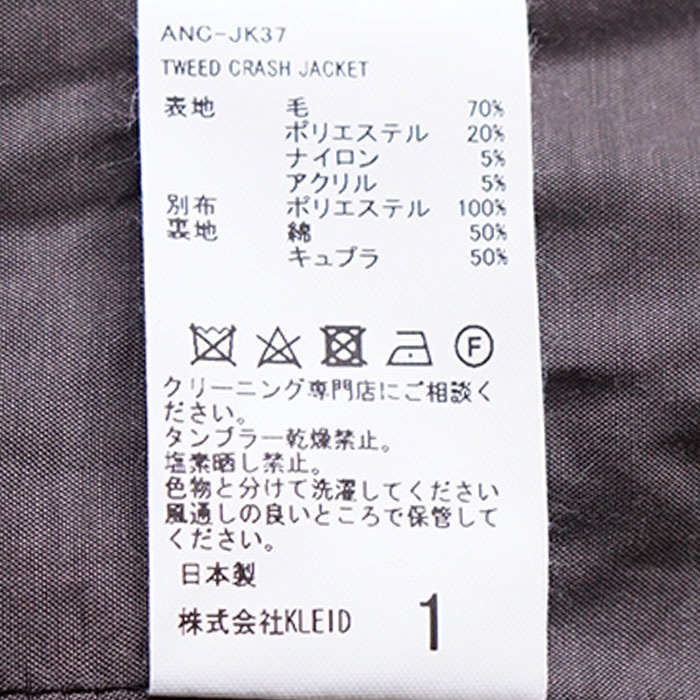 ANC-JK37
TWEED CRASH JACKET
表地 毛 70%
ポリエステル 20%
ナイロン 5%
アクリル 5%
別布 ポリエステル 100%
裏地 綿 50%
キュプラ 50%
F
クリーニング専門店にご相談く
ださい。
タンブラー乾燥禁止。
塩素晒し禁止。
色物と分けて洗濯してください
風通しの良いところで保管して
ください。
日本製
株式会社KLEID 1